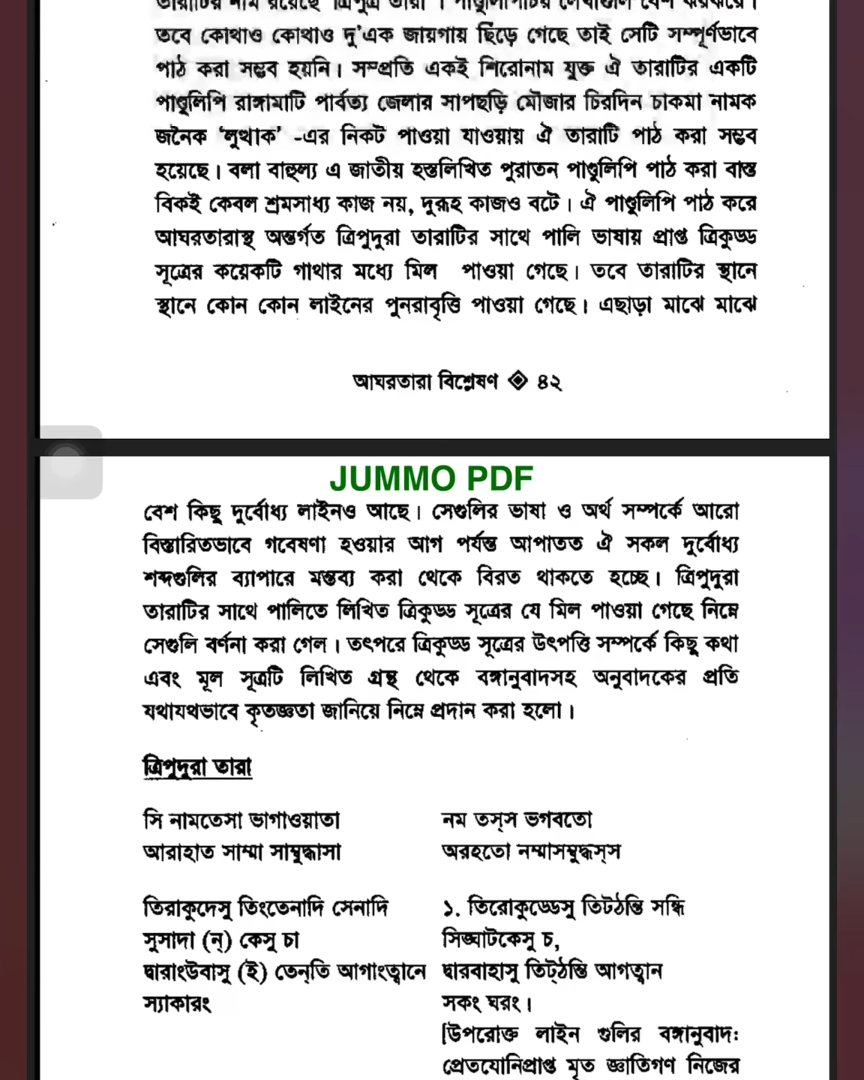 তারাটির নাম রয়েছে ত্রিপুত্র তারা । পাণ্ডুলিপিটির লেখাগুলি বেশ ঝরঝরে।
তবে কোথাও কোথাও দু'এক জায়গায় ছিঁড়ে গেছে তাই সেটি সম্পূর্ণভাবে
পাঠ করা সম্ভব হয়নি। সম্প্রতি একই শিরোনাম যুক্ত ঐ তারাটির একটি
পাণ্ডুলিপি রাঙ্গামাটি পার্বত্য জেলার সাপছড়ি মৌজার চিরদিন চাকমা নামক
জনৈক ‘লুথাক’ -এর নিকট পাওয়া যাওয়ায় ঐ তারাটি পাঠ করা সম্ভব
হয়েছে। বলা বাহুল্য এ জাতীয় হস্তলিখিত পুরাতন পাণ্ডুলিপি পাঠ করা বাস্ত
বিকই কেবল শ্রমসাধ্য কাজ নয়, দুরূহ কাজও বটে। ঐ পাণ্ডুলিপি পাঠ করে
আঘরতারাস্থ অন্তর্গত ত্রিপুদুরা তারাটির সাথে পালি ভাষায় প্রাপ্ত ত্রিকুড্ড
সূত্রের কয়েকটি গাথার মধ্যে মিল পাওয়া গেছে। তবে তারাটির স্থানে
স্থানে কোন কোন লাইনের পুনরাবৃত্তি পাওয়া গেছে। এছাড়া মাঝে মাঝে
আঘরতারা বিশ্লেষণ ◈ ৪২
JUMMO PDF
বেশ কিছু দুর্বোধ্য লাইনও আছে। সেগুলির ভাষা ও অর্থ সম্পর্কে আরো
বিস্তারিতভাবে গবেষণা হওয়ার আগ পর্যন্ত আপাতত ঐ সকল দুর্বোধ্য
শব্দগুলির ব্যাপারে মন্তব্য করা থেকে বিরত থাকতে হচ্ছে। ত্রিপুদুরা
তারাটির সাথে পালিতে লিখিত ত্রিকুড্ড সূত্রের যে মিল পাওয়া গেছে নিম্নে
সেগুলি বর্ণনা করা গেল। তৎপরে ত্রিকুড্ড সূত্রের উৎপত্তি সম্পর্কে কিছু কথা
এবং মূল সূত্রটি লিখিত গ্রন্থ থেকে বঙ্গানুবাদসহ অনুবাদকের প্রতি
যথাযথভাবে কৃতজ্ঞতা জানিয়ে নিম্নে প্রদান করা হলো।
ত্রিপুদুরা তারা
সি নামতেসা ভাগাওয়াতা
আরাহাত সাম্মা সাম্বুদ্ধাসা
নম তস্‌স ভগবতো
অরহতো নম্মাসম্বুদ্ধস্‌স
তিরাকুদেসু তিংতেনাদি সেনাদি
সুসাদা (ন্) কেসু চা
দ্বারাংউবাসু (ই) তেন্‌তি আগাংত্বানে
স্যাকারং
১. তিরোকুড্ডেসু তিটঠন্তি সন্ধি
সিঙ্ঘাটকেসু চ,
দ্বারবাহাসু তিট্ঠন্তি আগত্বান
সকং ঘরং।
[উপরোক্ত লাইন গুলির বঙ্গানুবাদঃ
প্রেতযোনিপ্রাপ্ত মৃত জ্ঞাতিগণ নিজের